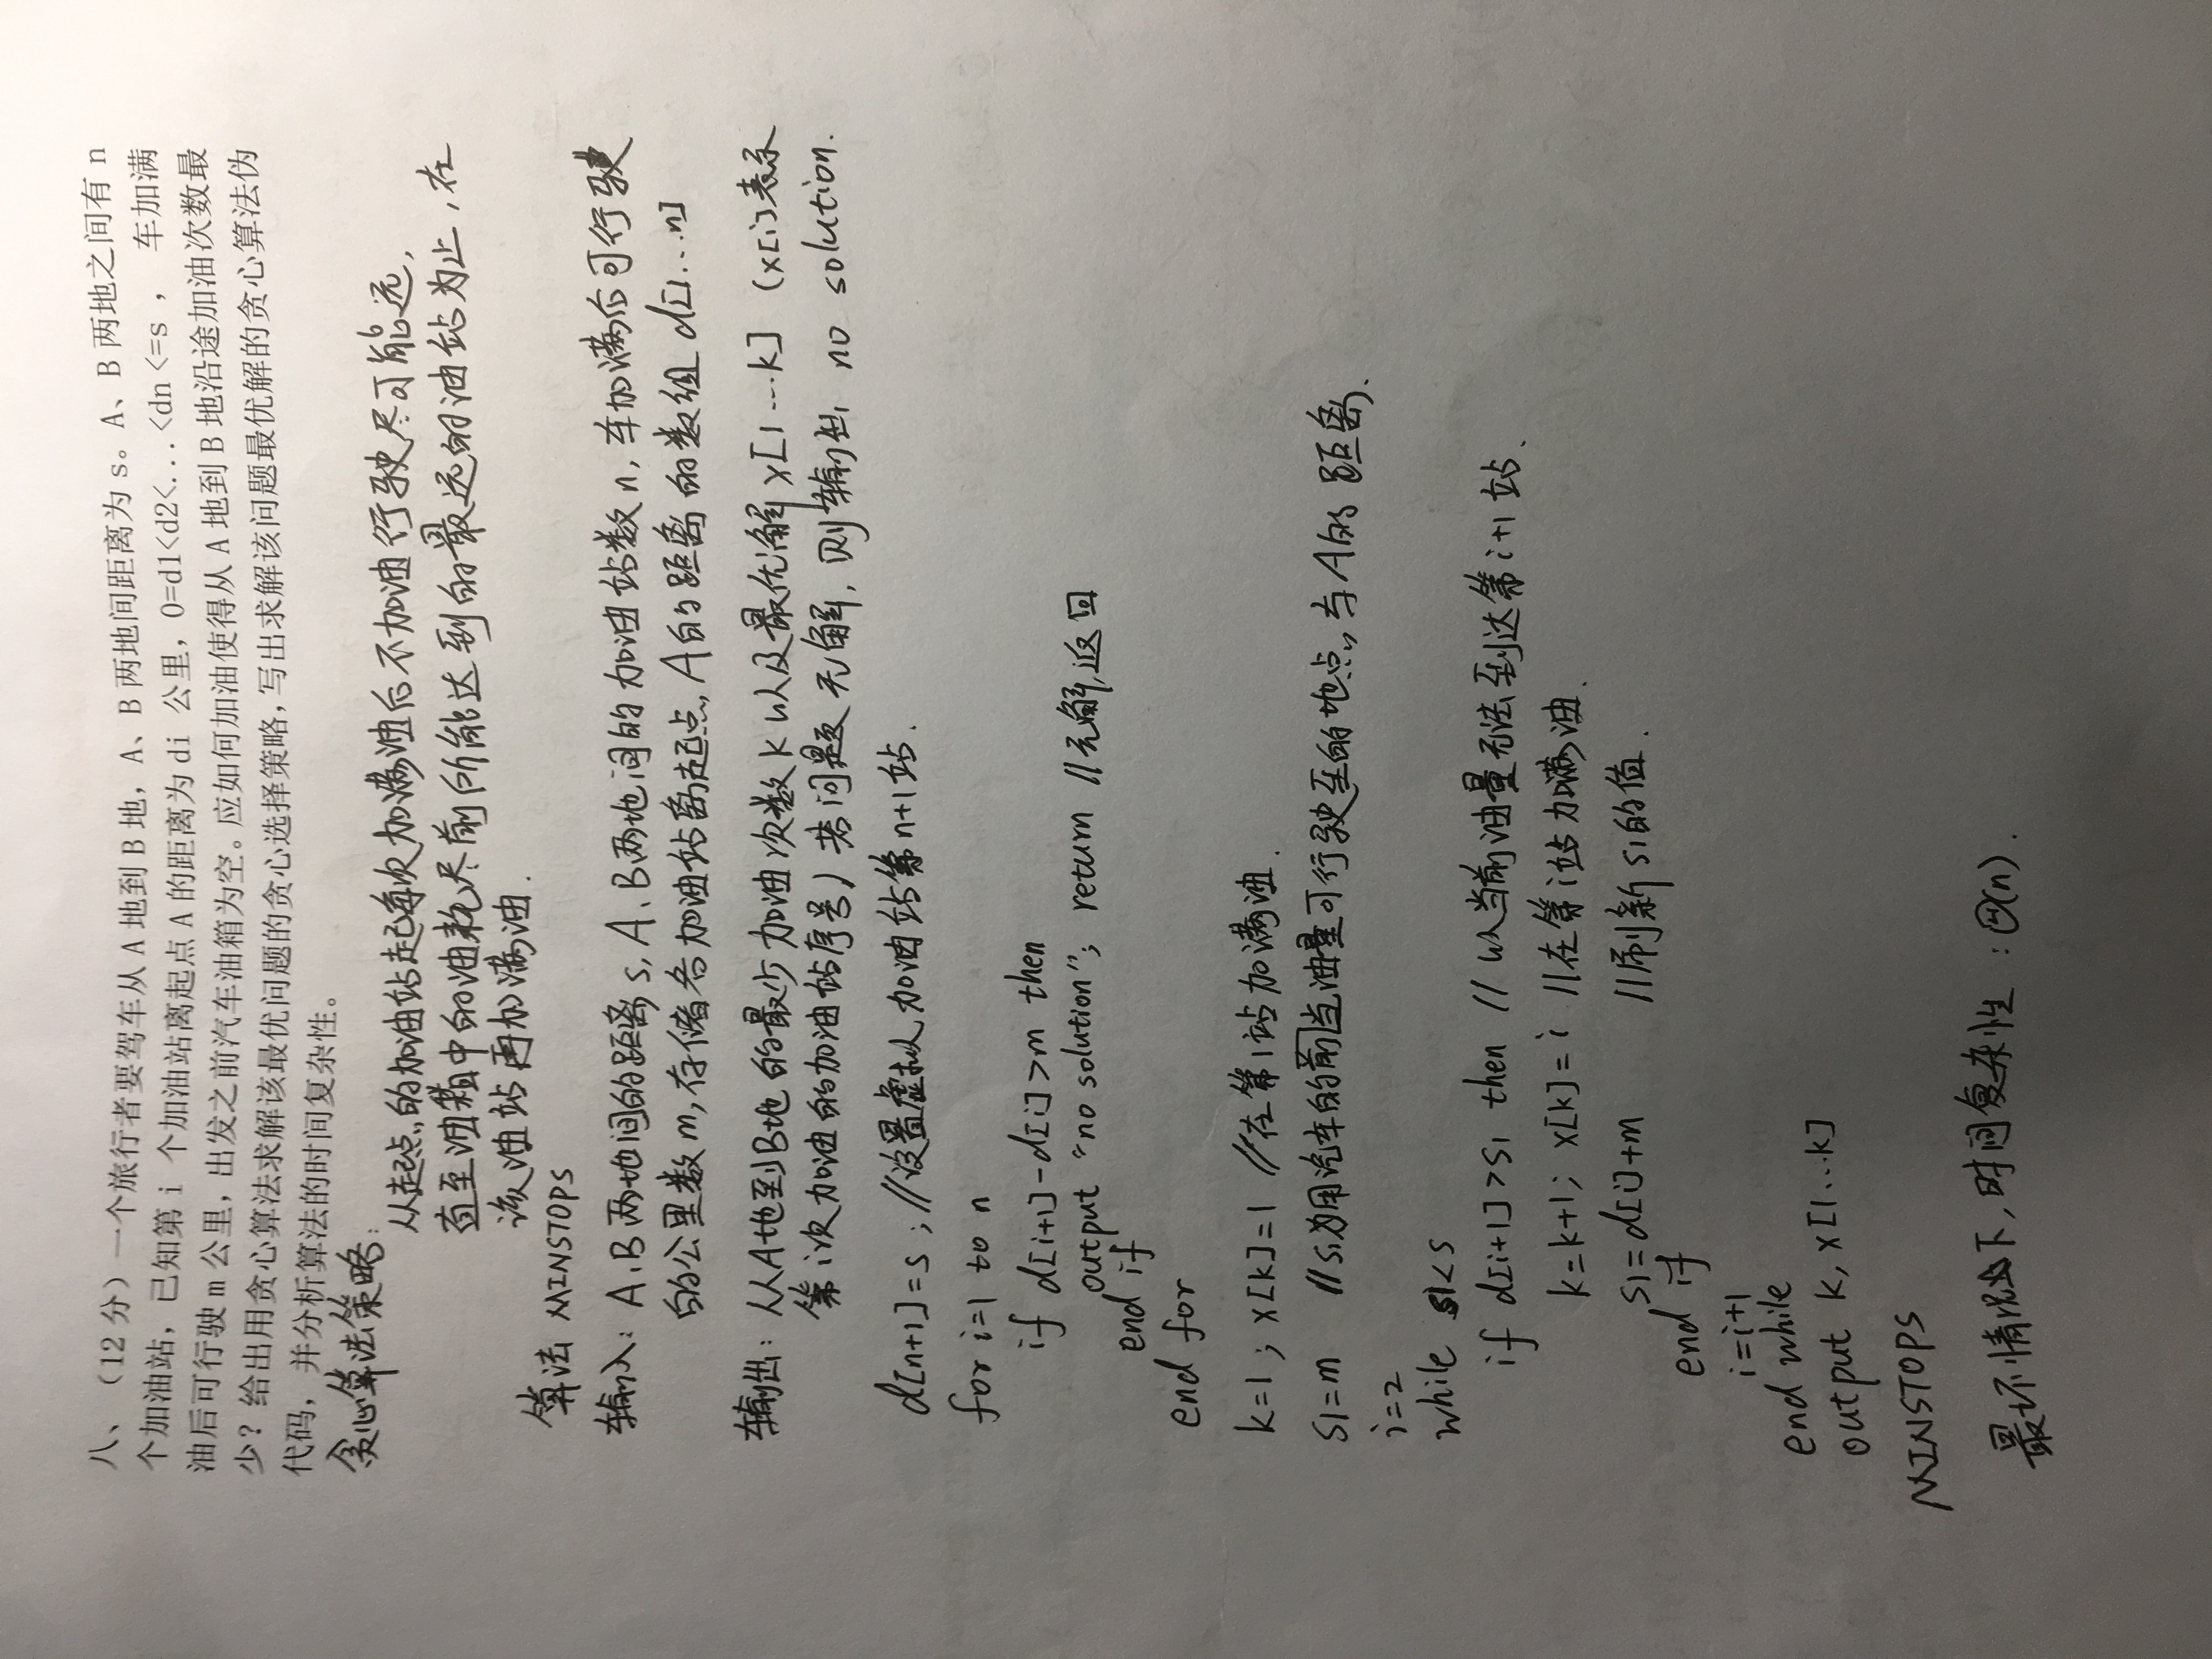 八、（12 分）一个旅行者要驾车从 A 地到 B 地，A、B 两地间距离为 s。A、B 两地之间有 n
个加油站，已知第 i 个加油站离起点 A 的距离为 di 公里，0=d1<d2<...<dn<=s ， 车加满
油后可行驶 m 公里，出发之前汽车油箱为空。应如何加油使得从 A 地到 B 地沿途加油次数最
少？给出用贪心算法求解该最优问题的贪心选择策略，写出求解该问题最优解的贪心算法伪
代码，并分析算法的时间复杂性。
贪心算法策略：
从起点的加油站起每次加满油后不加油行驶尽可能远，
直至油箱中的油耗尽前所能达到的最远的油站为止，在
该油站再加满油.
算法 MINSTOPS
输入：A、B两地间的距离s, A、B两地间的加油站数n, 车加满后可行驶
的公里数m, 存储各加油站离起点A的距离的数组 d[1...n]
输出：从A地到B地的最少加油次数k以及最优解x[1...k] (x[i]表示
第i次加油的加油站序号) 若问题无解, 则输出 no solution.
d[n+1]=s ; //设置虚拟加油站第n+1站.
for i=1 to n
if d[i+1]-d[i]>m then
output "no solution"; return //无解,返回
end if
end for
k=1 ; x[k]=1 //在第1站加满油.
s1=m //s1为用汽车的前当油量可行驶至的地点与A的距离.
i=2
while s1<s
if d[i+1]>s1 then // 以当前油量无法到达第i+1站.
k=k+1; x[k]=i //在第i站加满油.
s1=d[i]+m //刷新s1的值.
end if
i=i+1
end while
output k, x[1...k]
MINSTOPS
最坏情况下, 时间复杂性 : Θ(n).